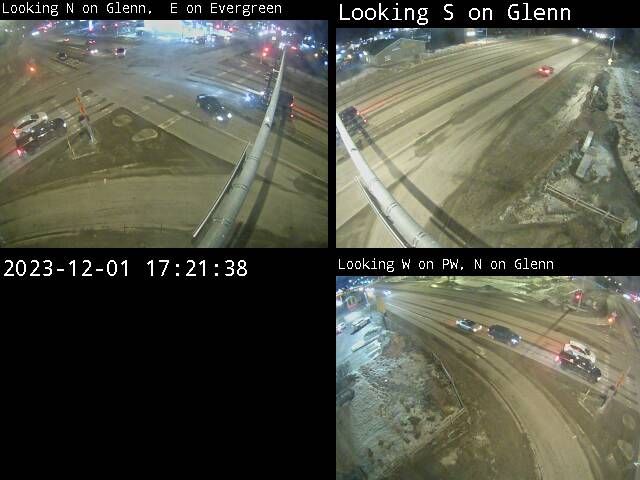 Looking N on Glenn,  E on Evergreen
Looking S on Glenn
2023-12-01 17:21:38
Looking W on PW, N on Glenn